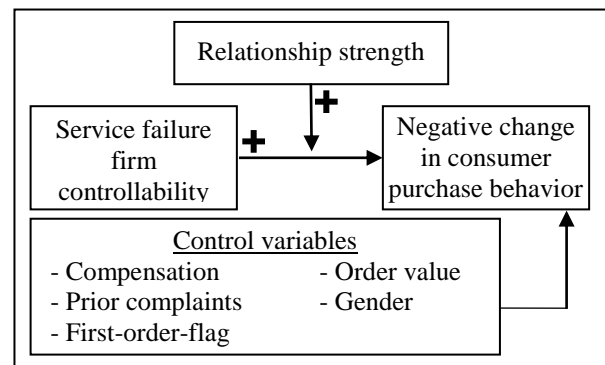 Relationship strength
+
+
Service failure
firm
controllability
Negative change
in consumer
purchase behavior
Control variables
- Compensation
- Order value
- Prior complaints
- Gender
- First-order-flag